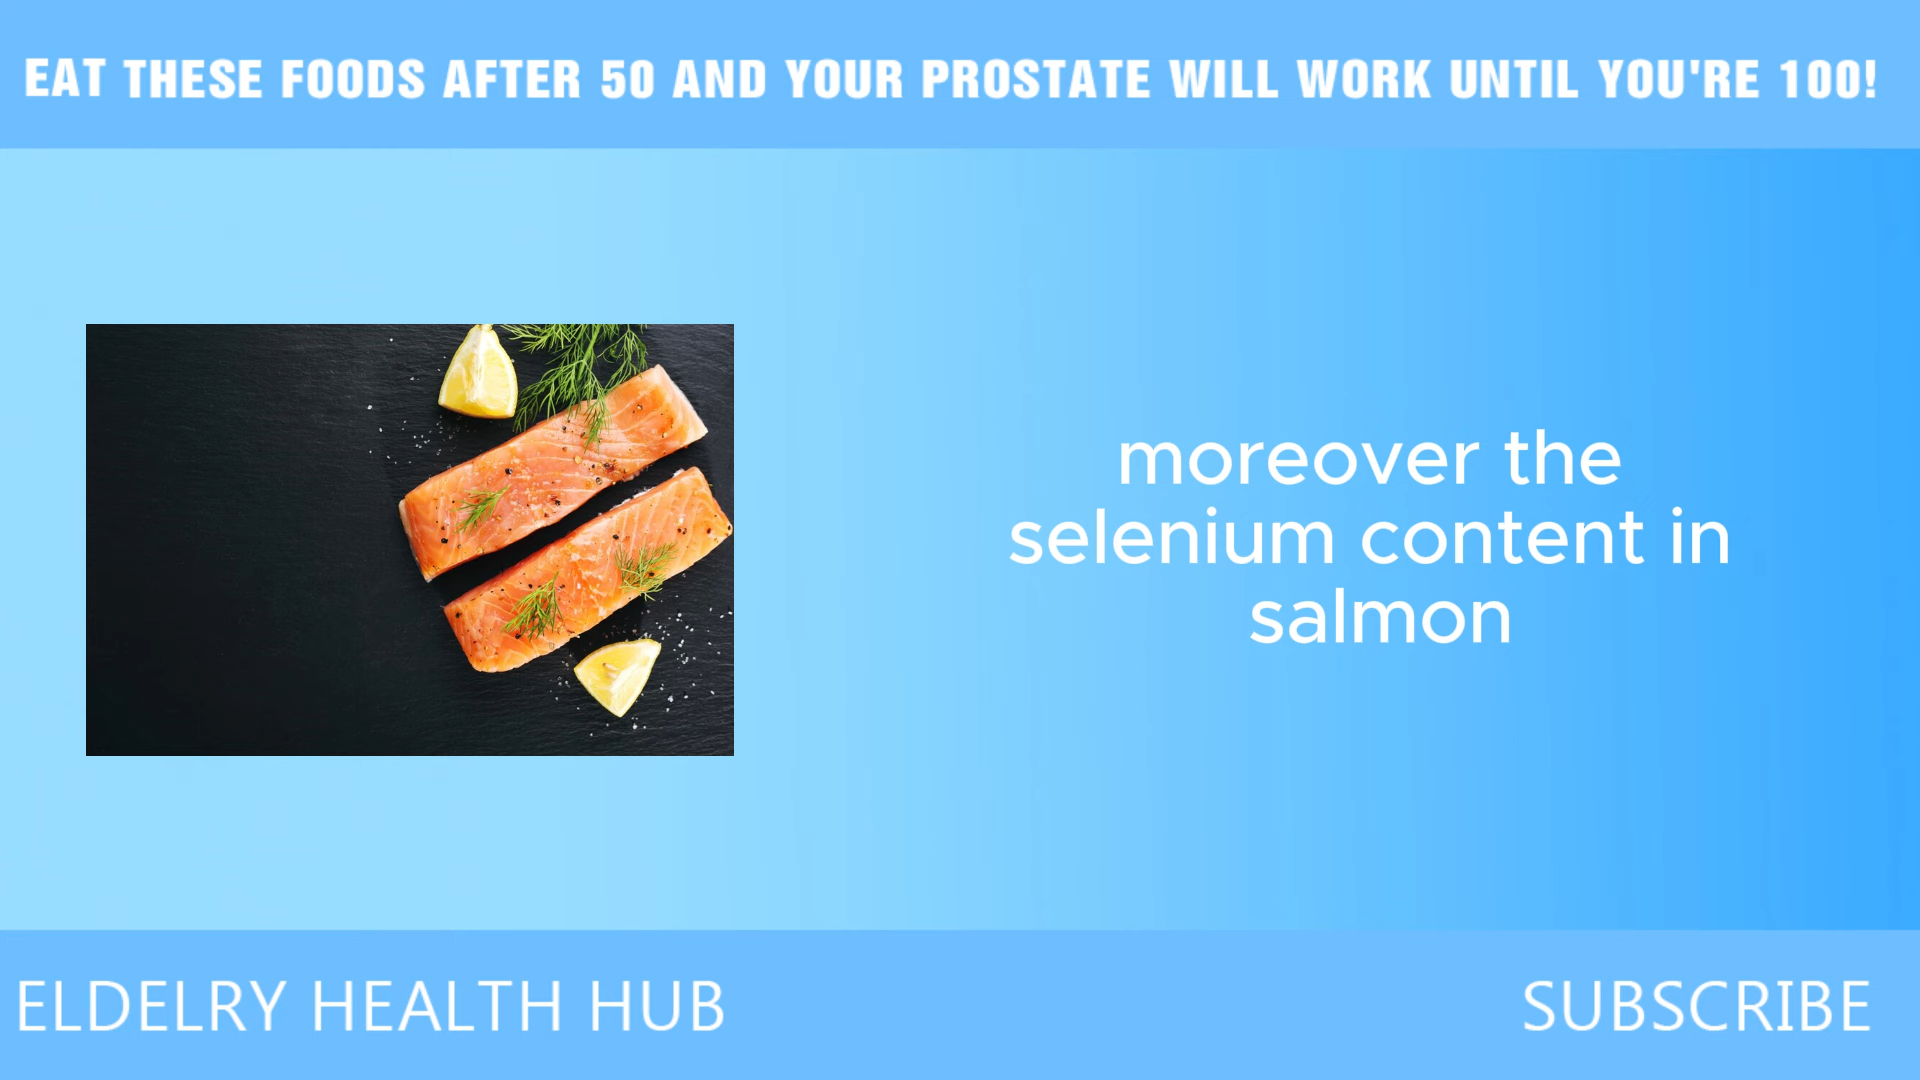 EAT THESE FOODS AFTER 50 AND YOUR PROSTATE WILL WORK UNTIL YOU'RE 100!
moreover the
selenium content in
salmon
ELDELRY HEALTH HUB
SUBSCRIBE